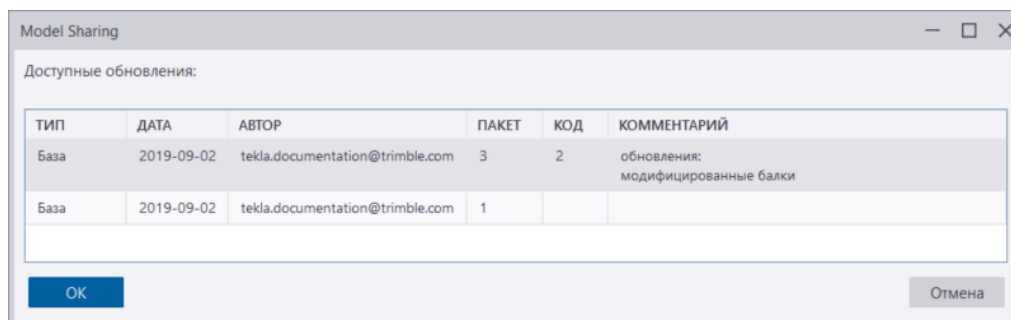 Model Sharing
Доступные обновления:
ТИП ДАТА АВТОР ПАКЕТ КОД КОММЕНТАРИЙ
База 2019-09-02 tekla.documentation@trimble.com 3 2 обновления:
модифицированные балки
База 2019-09-02 tekla.documentation@trimble.com 1
ОК Отмена